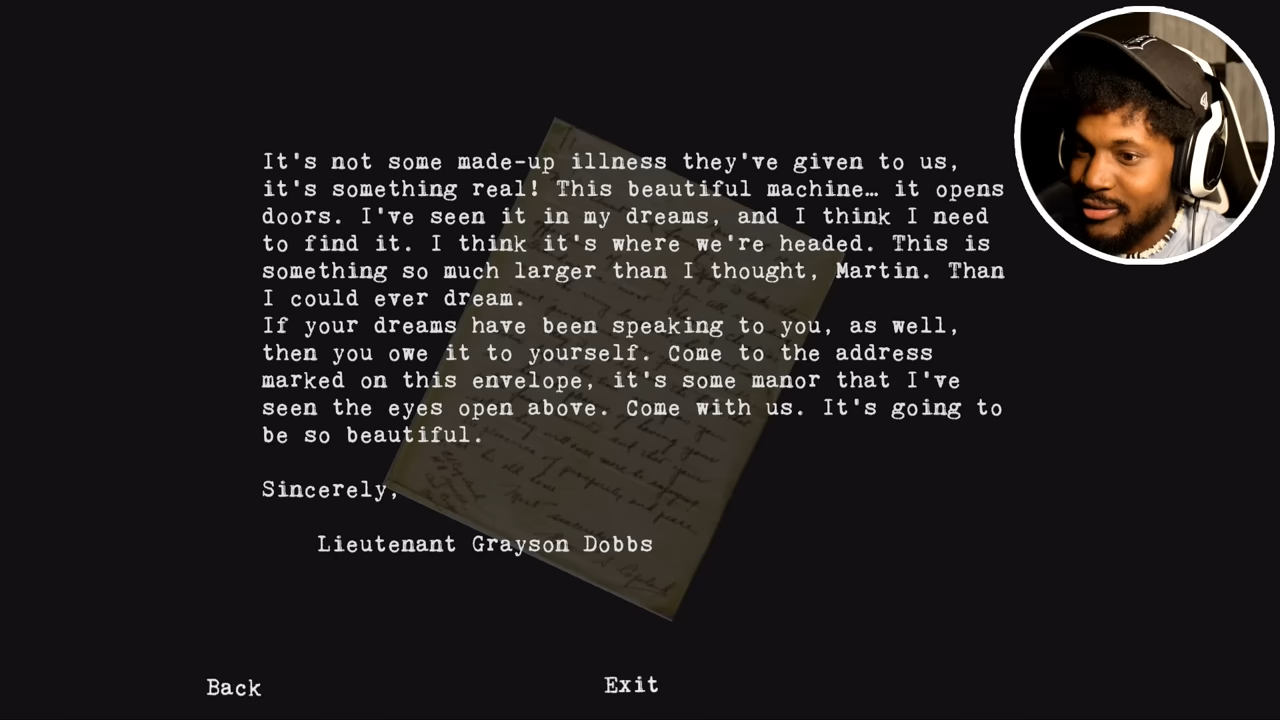 It's not some made-up illness they've given to us,
it's something real! This beautiful machine… it opens
doors. I've seen it in my dreams, and I think I need
to find it. I think it's where we're headed. This is
something so much larger than I thought, Martin. Than
I could ever dream.
If your dreams have been speaking to you, as well,
then you owe it to yourself. Come to the address
marked on this envelope, it's some manor that I've
seen the eyes open above. Come with us. It's going to
be so beautiful.
Sincerely,
Lieutenant Grayson Dobbs
Back
Exit